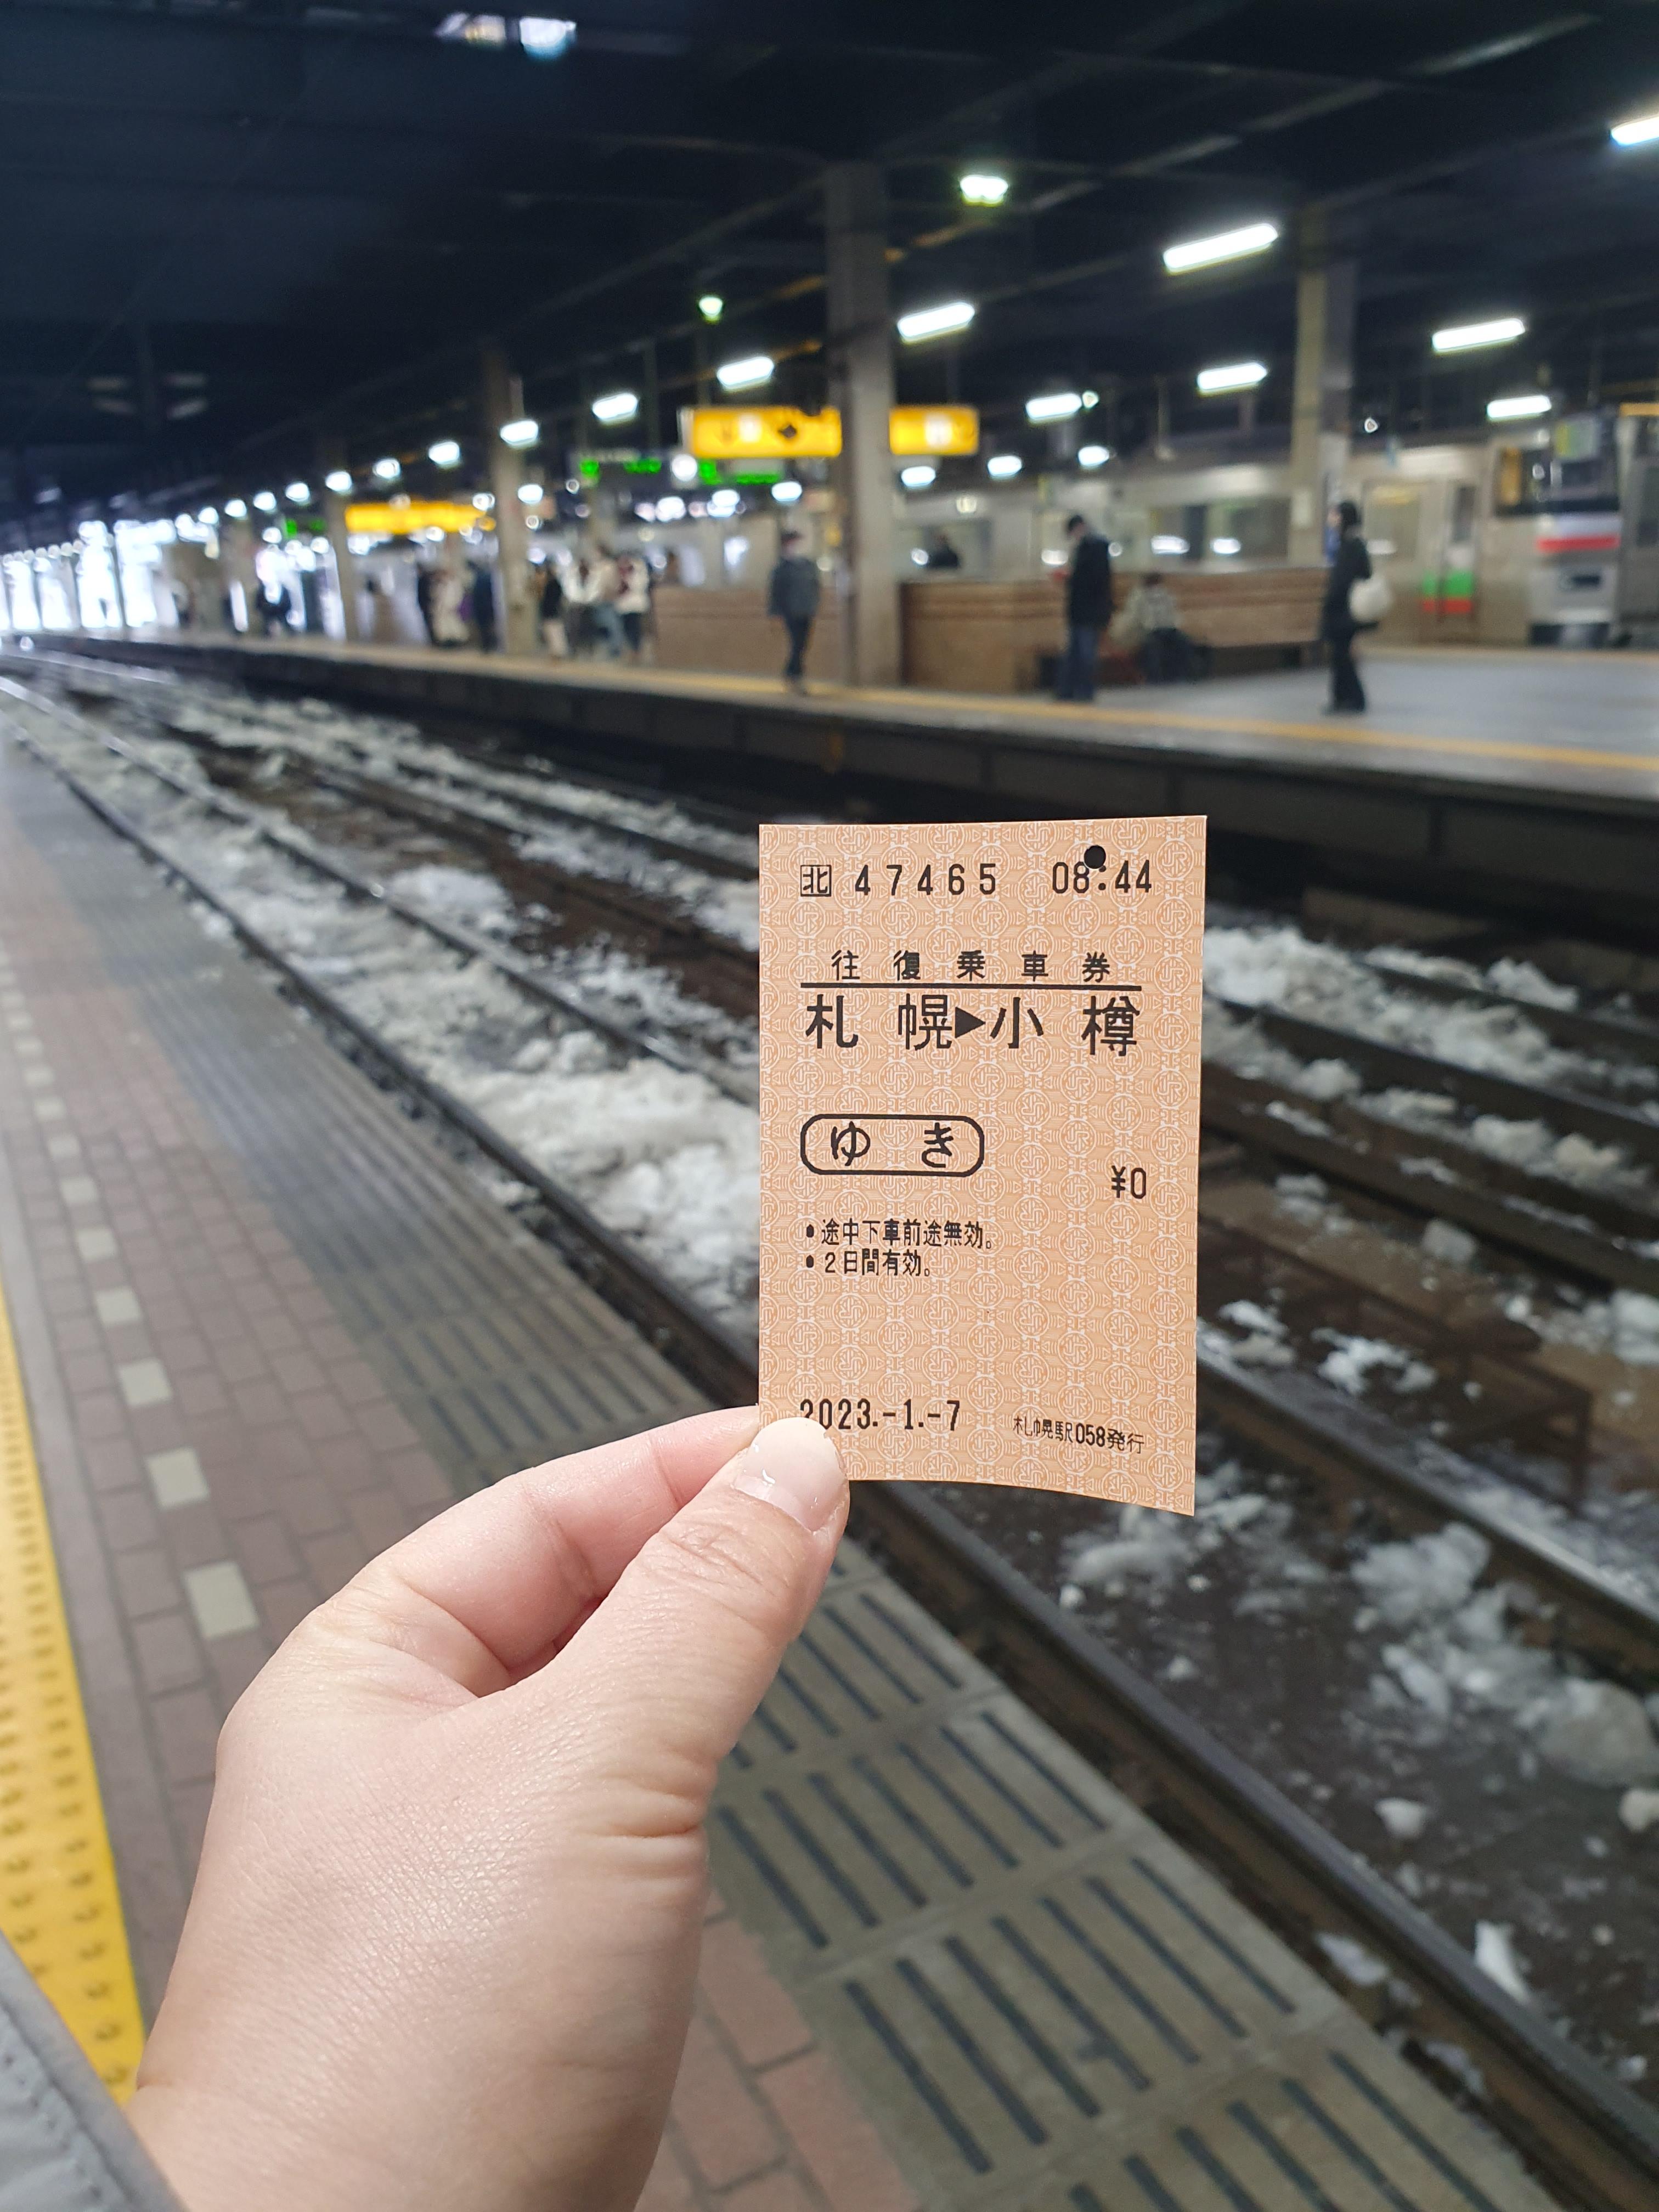 北 47465 08:44
往復乗車券
札幌▶小樽
ゆき
¥0
•途中下車前途無効。
•2日間有効。
2023.-1.-7 札幌駅058発行